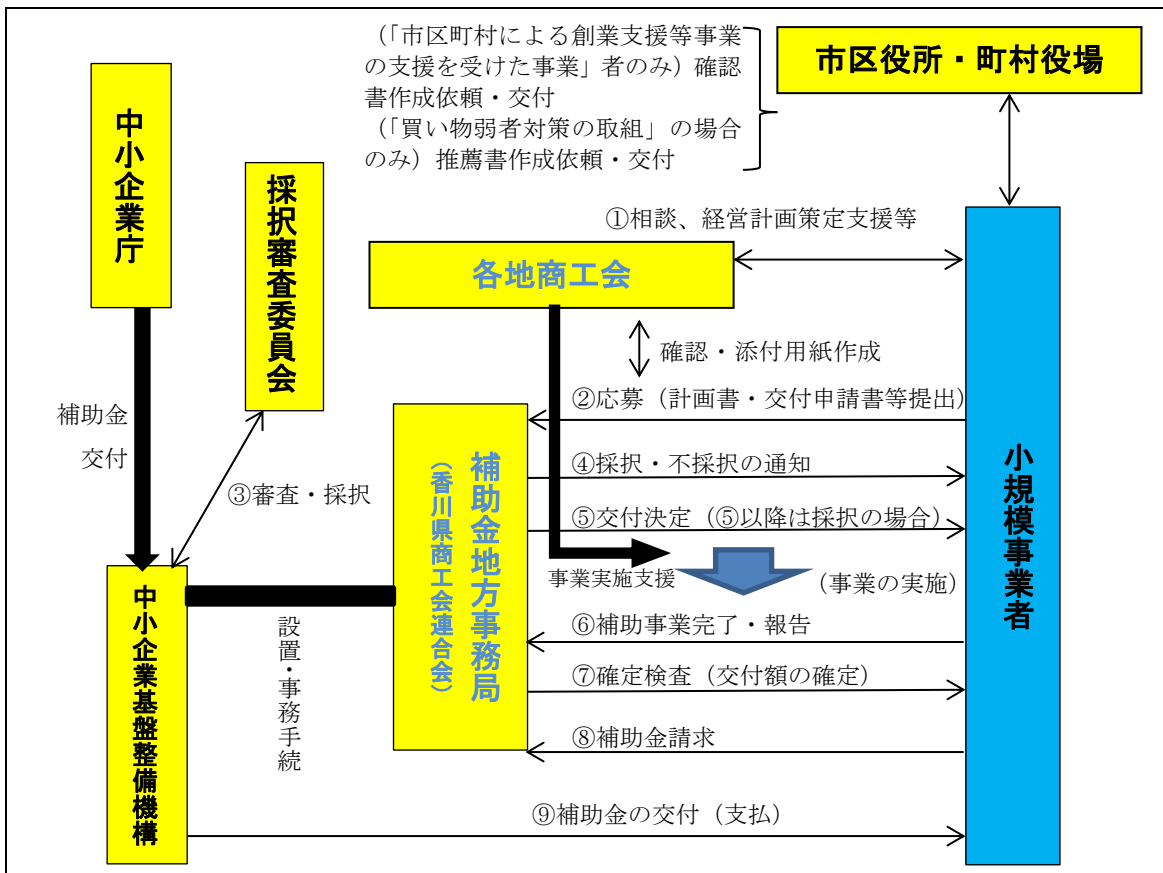 （「市区町村による創業支援等事業
の支援を受けた事業」者のみ）確認
書作成依頼・交付
（「買い物弱者対策の取組」の場合
のみ）推薦書作成依頼・交付
市区役所・町村役場
中小企業庁
採択審査委員会
①相談、経営計画策定支援等
各地商工会
確認・添付用紙作成
補助金
交付
②応募（計画書・交付申請書等提出）
③審査・採択
補助金地方事務局
（香川県商工会連合会）
④採択・不採択の通知
⑤交付決定（⑤以降は採択の場合）
小規模事業者
事業実施支援
（事業の実施）
中小企業基盤整備機構
設置・事務手続
⑥補助事業完了・報告
⑦確定検査（交付額の確定）
⑧補助金請求
⑨補助金の交付（支払）